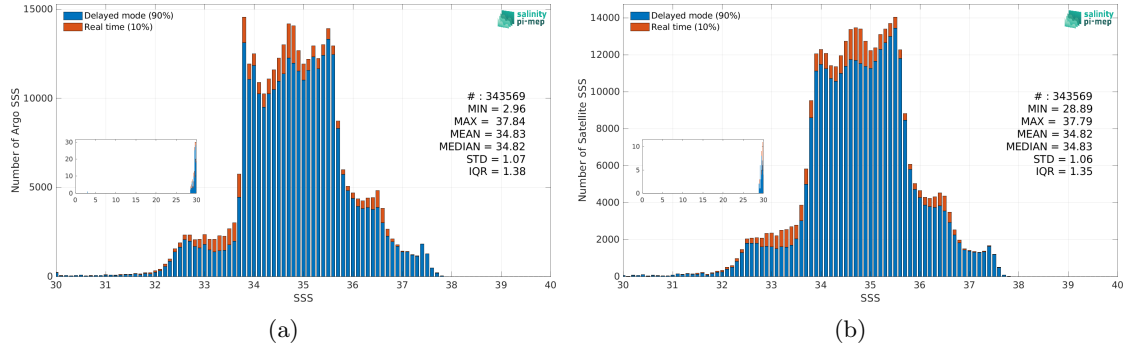 Delayed mode (90%)
Real time (10%)
salinity
pi-mep
# : 343569
MIN = 2.96
MAX = 37.84
MEAN = 34.83
MEDIAN = 34.82
STD = 1.07
IQR = 1.38
Number of Argo SSS
15000
10000
5000
0
30
20
10
0
0 5 10 15 20 25 30
30 31 32 33 34 35 36 37 38 39 40
SSS
(a)
Delayed mode (90%)
Real time (10%)
salinity
pi-mep
# : 343569
MIN = 28.89
MAX = 37.79
MEAN = 34.82
MEDIAN = 34.83
STD = 1.06
IQR = 1.35
Number of Satellite SSS
14000
12000
10000
8000
6000
4000
2000
0
10
5
0
0 5 10 15 20 25 30
30 31 32 33 34 35 36 37 38 39 40
SSS
(b)